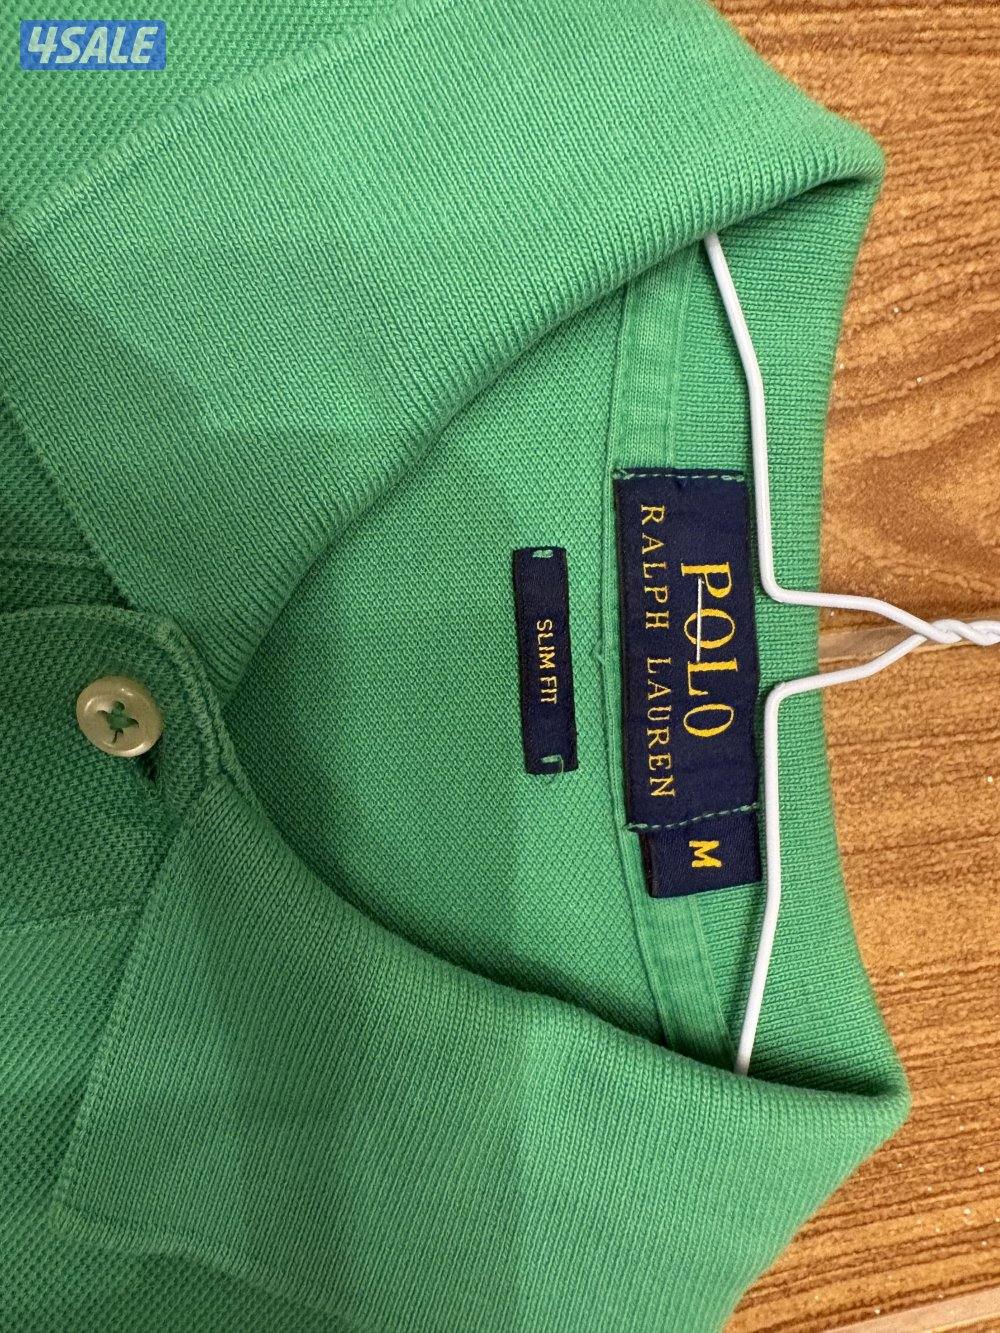 4SALE
POLO
RALPH LAUREN
M
SLIM FIT